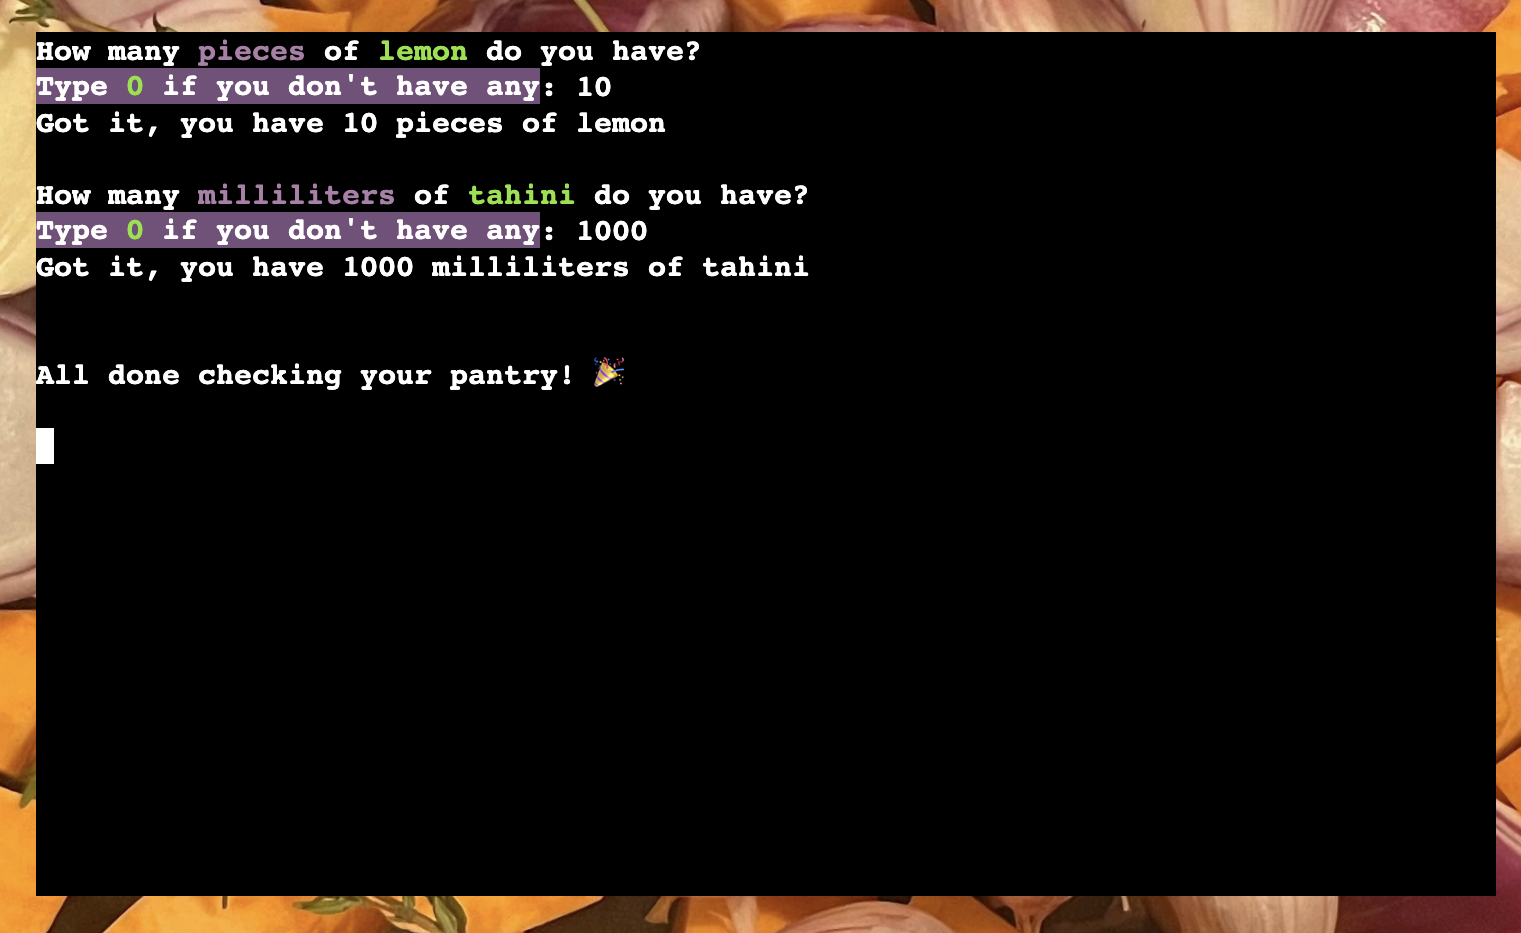 How many pieces of lemon do you have?
Type 0 if you don't have any: 10
Got it, you have 10 pieces of lemon
How many milliliters of tahini do you have?
Type 0 if you don't have any: 1000
Got it, you have 1000 milliliters of tahini
All done checking your pantry! 🎉